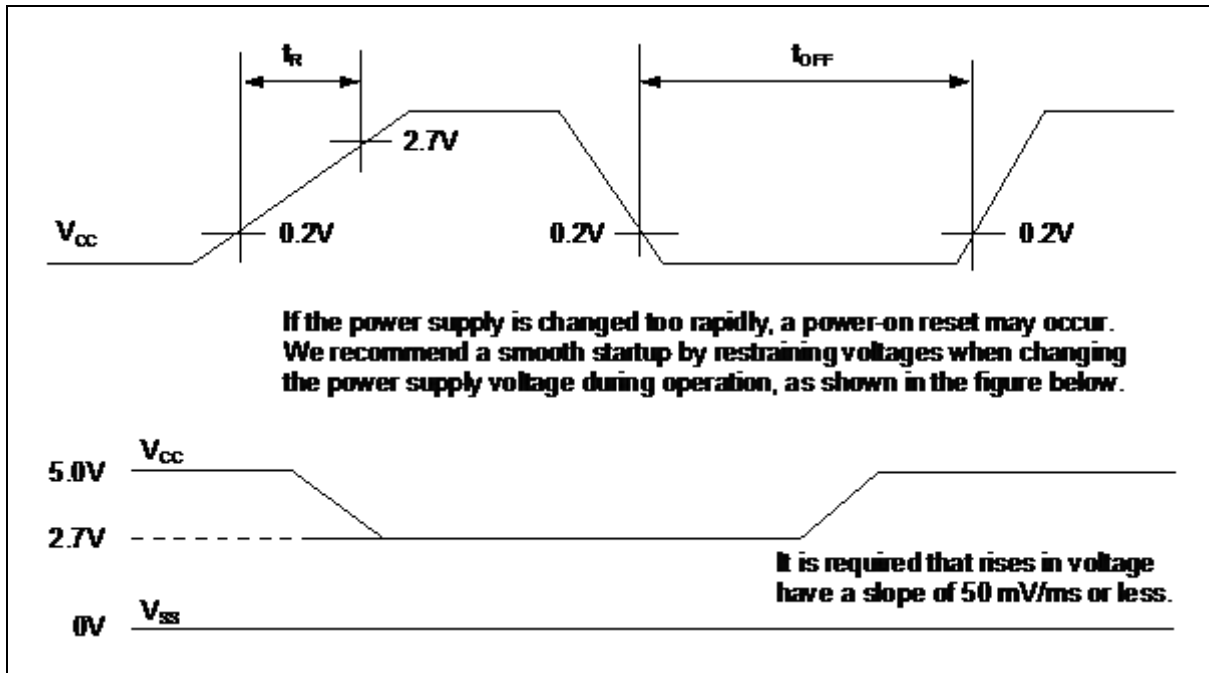 tR
tOFF
2.7V
VCC
0.2V
0.2V
0.2V
If the power supply is changed too rapidly, a power-on reset may occur.
We recommend a smooth startup by restraining voltages when changing
the power supply voltage during operation, as shown in the figure below.
VCC
5.0V
2.7V
It is required that rises in voltage
have a slope of 50 mV/ms or less.
VSS
0V